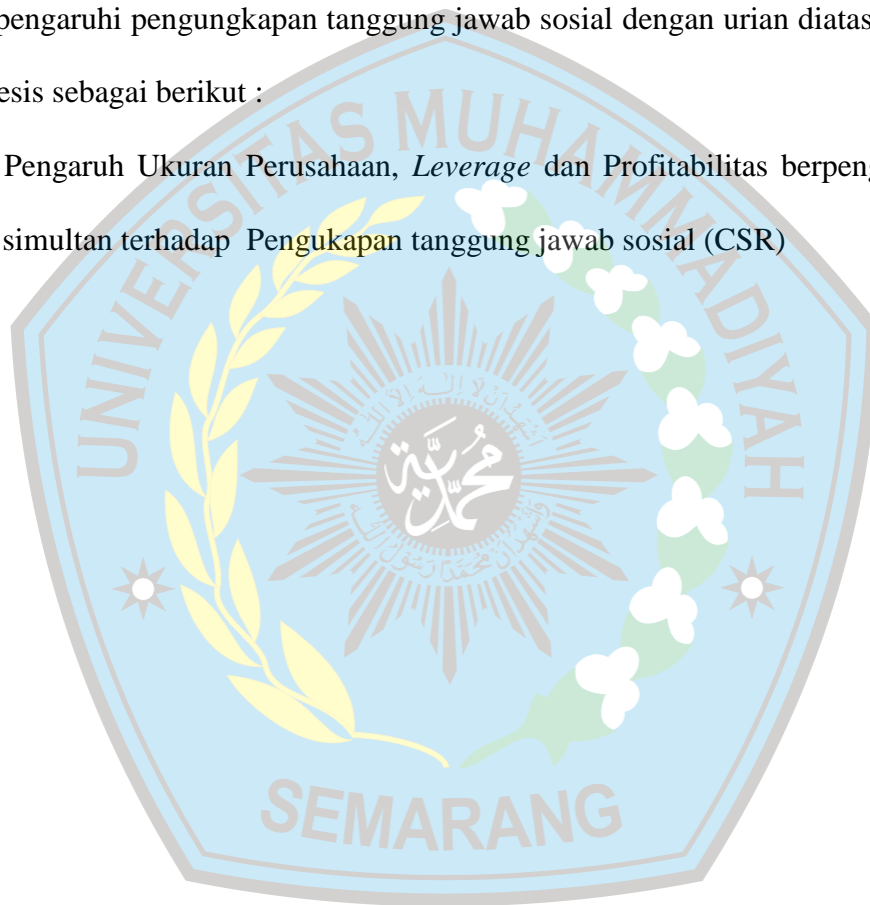 pengaruhi pengungkapan tanggung jawab sosial dengan urian diatas
esis sebagai berikut :
Pengaruh Ukuran Perusahaan, Leverage dan Profitabilitas berpeng
simultan terhadap Pengukapan tanggung jawab sosial (CSR)
UNIVERSITAS MUHAMMADIYAH
محمدية
SEMARANG